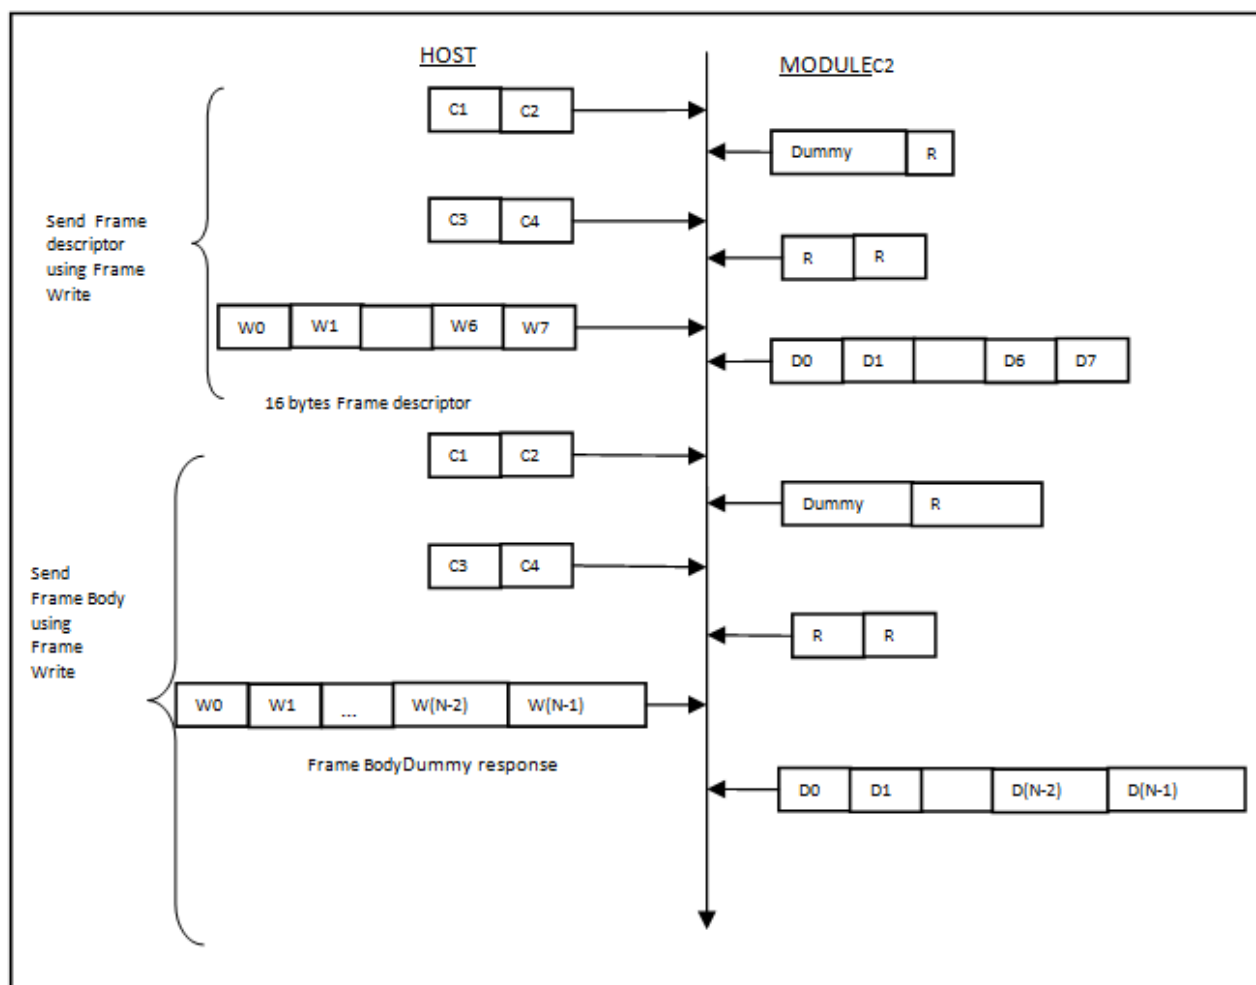 HOST
MODULEC2
C1 C2
Dummy R
Send Frame
descriptor
using Frame
Write
C3 C4
R R
W0 W1 W6 W7
D0 D1 D6 D7
16 bytes Frame descriptor
C1 C2
Dummy R
Send
Frame Body
using
Frame
Write
C3 C4
R R
W0 W1 ... W(N-2) W(N-1)
Frame BodyDummy response
D0 D1 D(N-2) D(N-1)